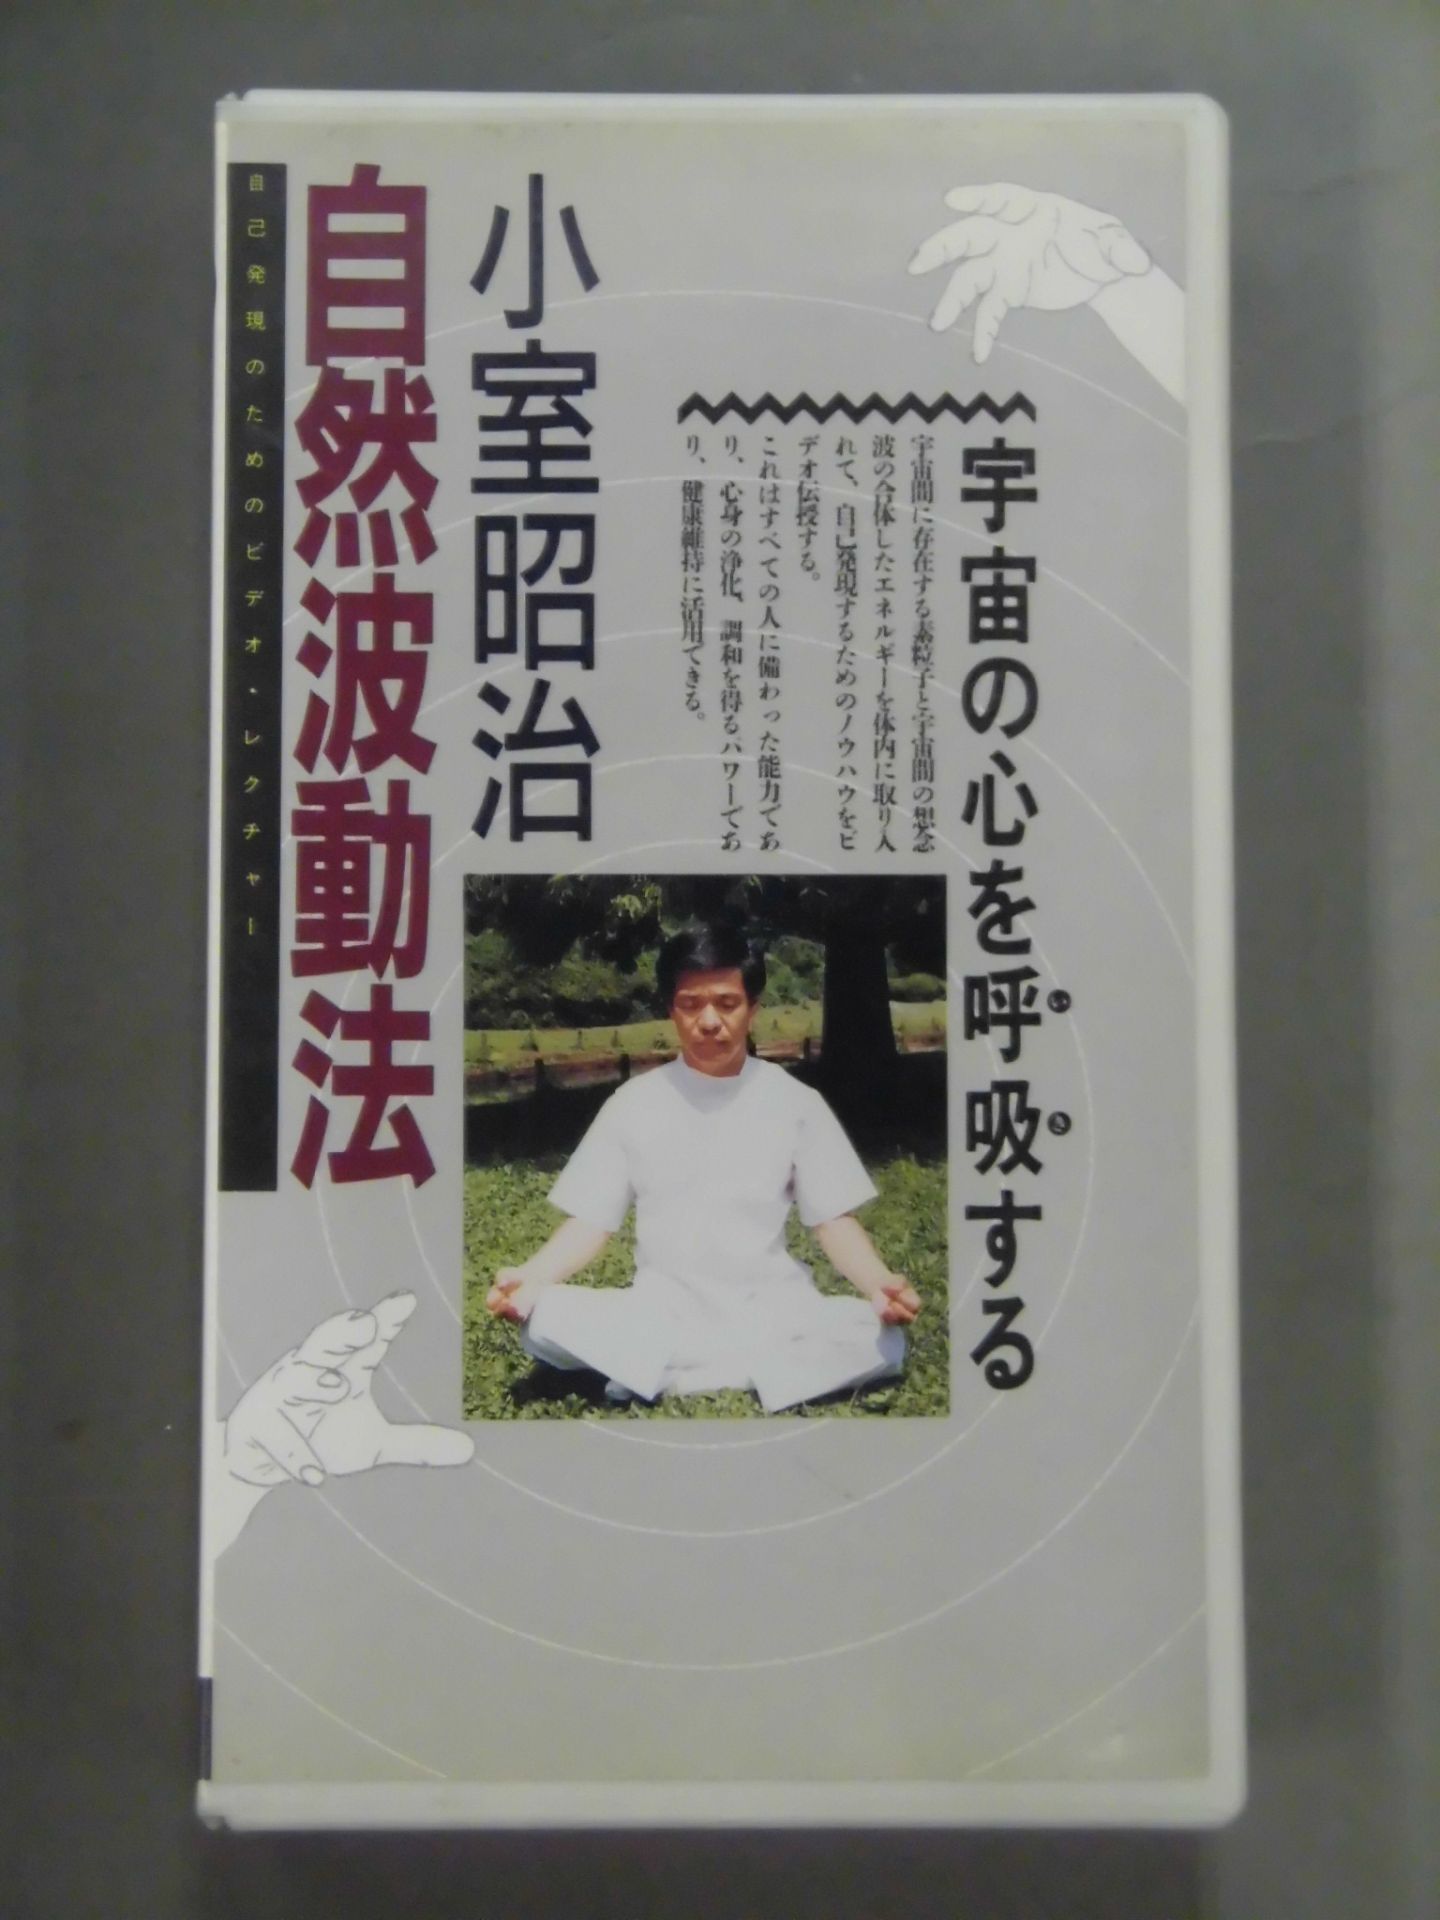 宇宙の心を呼吸する
いき
宇宙間に存在する素粒子と宇宙間の想念
波の合体したエネルギーを体内に取り入
れて、自己発現するためのノウハウをビ
デオ伝授する。
これはすべての人に備わった能力であ
り、心身の浄化、調和を得るパワーであ
り、健康維持に活用できる。
小室昭治
自然波動法
自己発現のためのビデオ・レクチャー